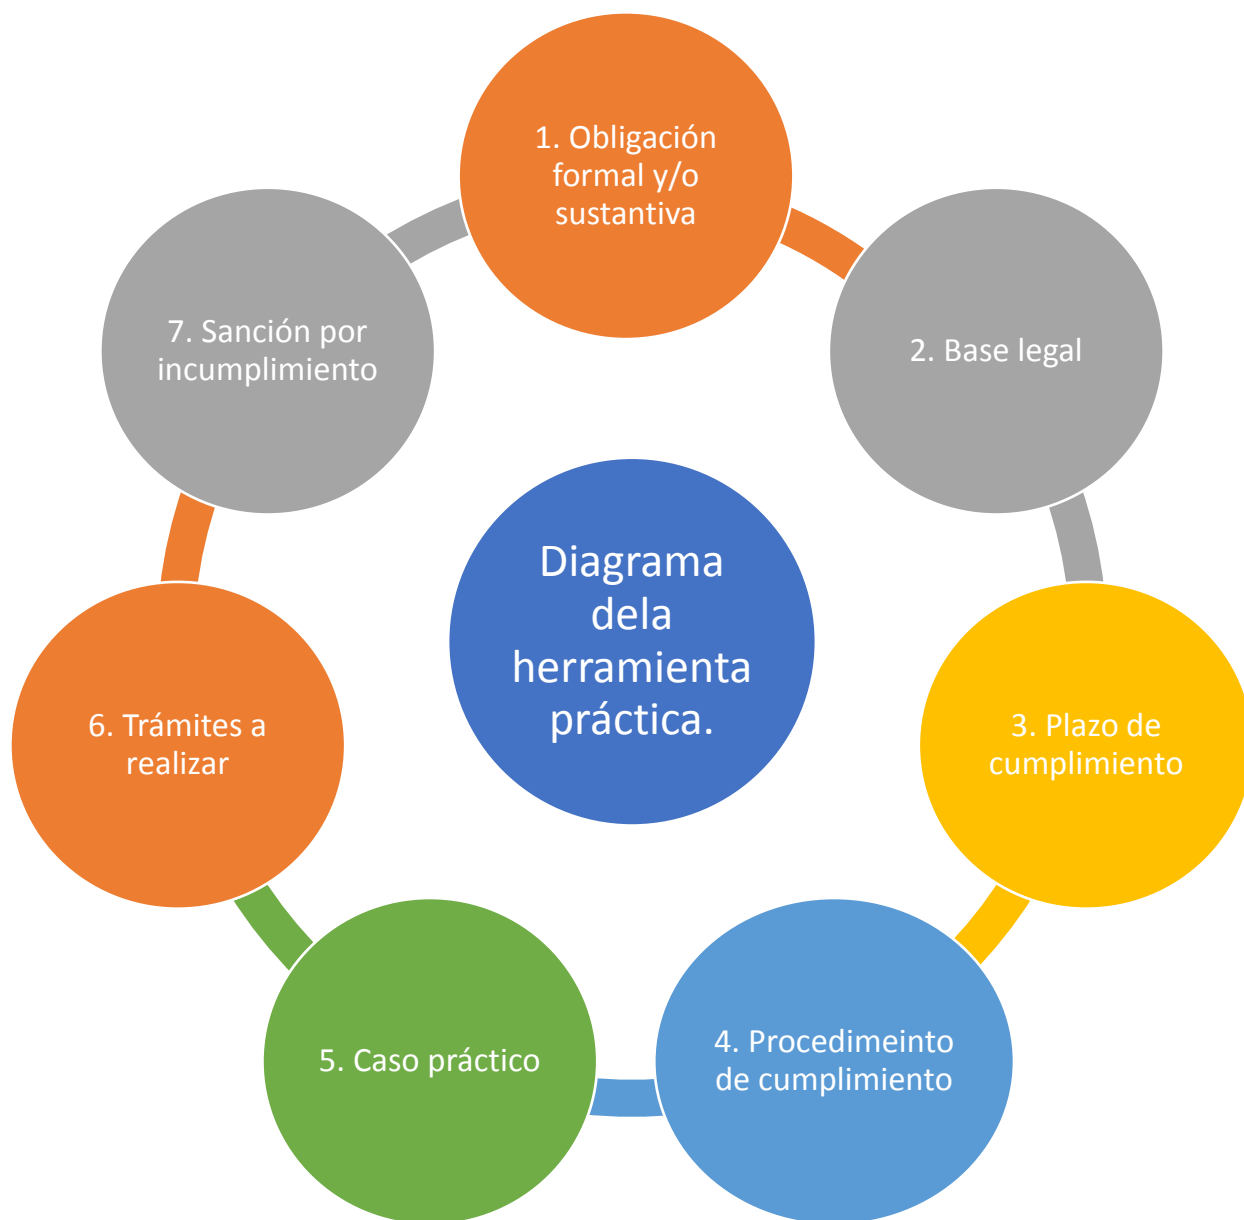 1. Obligación
formal y/o
sustantiva
2. Base legal
3. Plazo de
cumplimiento
4. Procedimeinto
de cumplimiento
5. Caso práctico
6. Trámites a
realizar
7. Sanción por
incumplimiento
Diagrama
dela
herramienta
práctica.